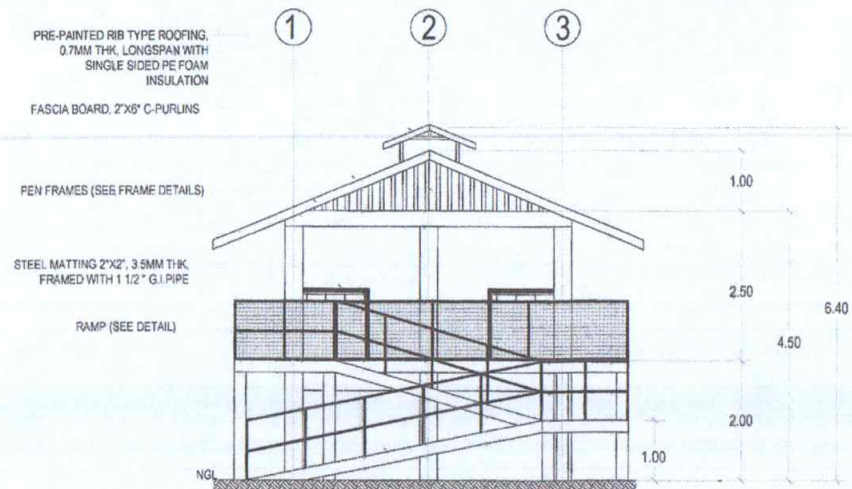 1
2
3
PRE-PAINTED RIB TYPE ROOFING,
0.7MM THK, LONGSPAN WITH
SINGLE SIDED PE FOAM
INSULATION
FASCIA BOARD, 2"X6" C-PURLINS
PEN FRAMES (SEE FRAME DETAILS)
STEEL MATTING 2"X2", 3.5MM THK,
FRAMED WITH 1 1/2" G.I.PIPE
RAMP (SEE DETAIL)
NGL
1.00
2.50
6.40
4.50
2.00
1.00